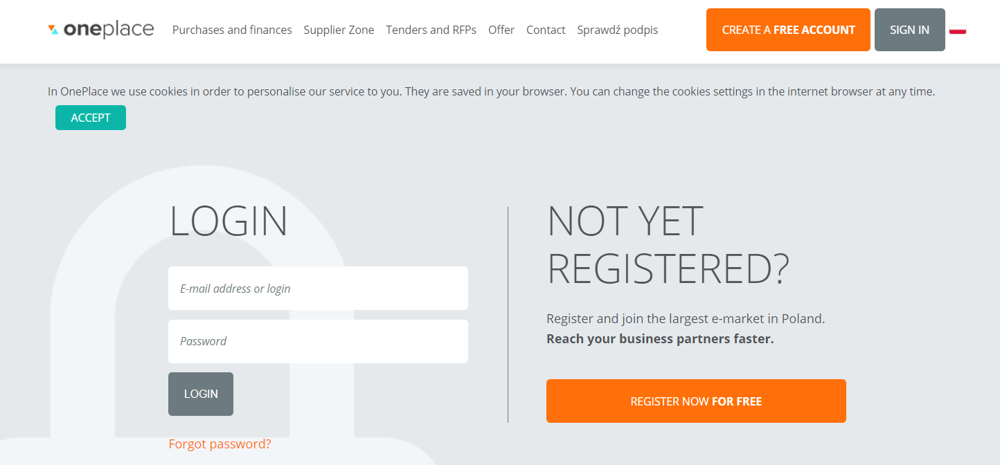 oneplace
Purchases and finances Supplier Zone Tenders and RFPs Offer Contact Sprawdź podpis
CREATE A FREE ACCOUNT
SIGN IN
In OnePlace we use cookies in order to personalise our service to you. They are saved in your browser. You can change the cookies settings in the internet browser at any time.
ACCEPT
LOGIN
E-mail address or login
Password
LOGIN
Forgot password?
NOT YET
REGISTERED?
Register and join the largest e-market in Poland.
Reach your business partners faster.
REGISTER NOW FOR FREE